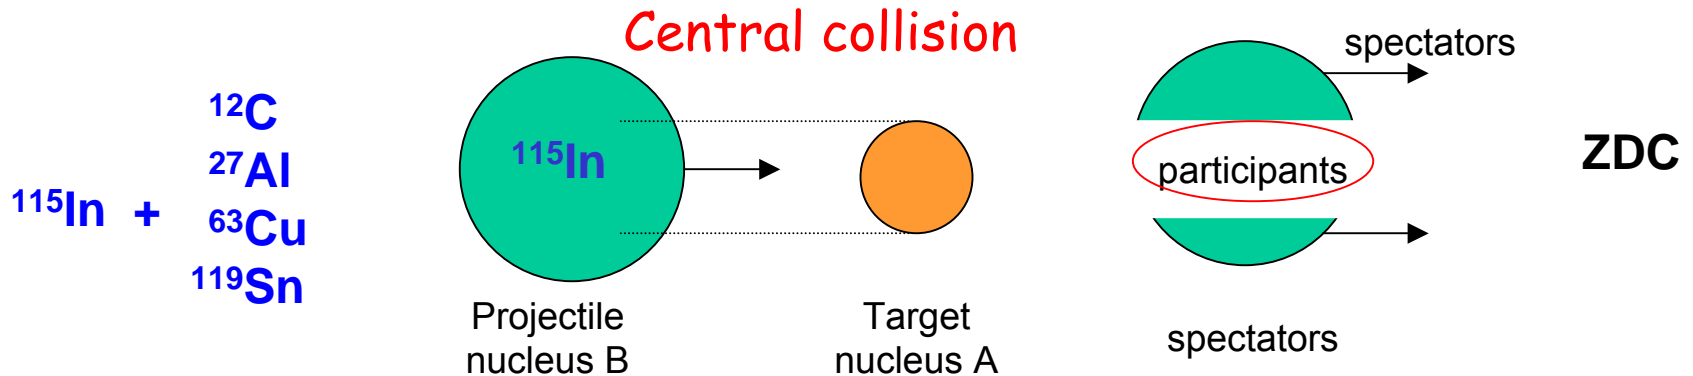 Central collision
¹¹⁵In +
¹²C
²⁷Al
⁶³Cu
¹¹⁹Sn
¹¹⁵In
Projectile
nucleus B
Target
nucleus A
spectators
participants
spectators
ZDC